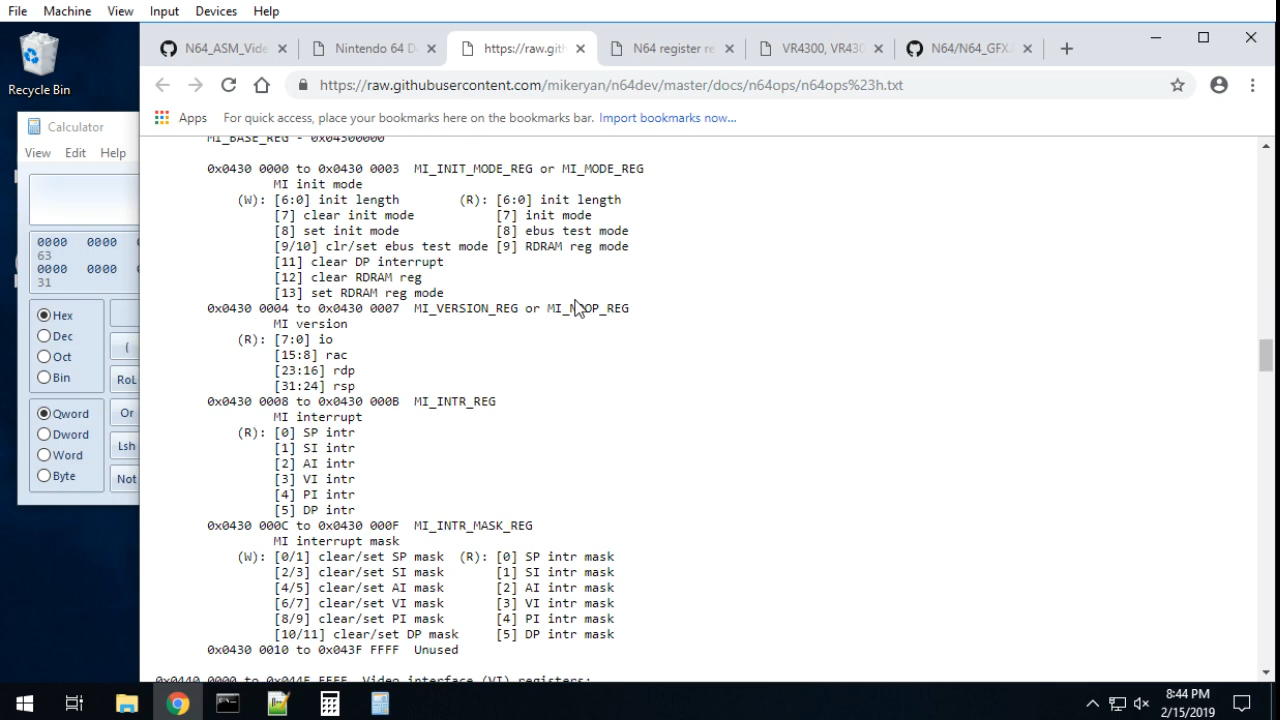 File Machine View Input Devices Help
Recycle Bin
Calculator
View Edit Help
0000 0000
63
0000 0000
31
Hex
Dec
Oct
Bin
(
RoL
Qword
Dword
Word
Byte
Or
Lsh
Not
N64_ASM_Vide
Nintendo 64 D
https://raw.gith
N64 register re
VR4300, VR430
N64/N64_GFX
https://raw.githubusercontent.com/mikeryan/n64dev/master/docs/n64ops/n64ops%23h.txt
Apps For quick access, place your bookmarks here on the bookmarks bar. Import bookmarks now...
MI_BASE_REG - 0x04300000
0x0430 0000 to 0x0430 0003 MI_INIT_MODE_REG or MI_MODE_REG
MI init mode
(W): [6:0] init length (R): [6:0] init length
[7] clear init mode [7] init mode
[8] set init mode [8] ebus test mode
[9/10] clr/set ebus test mode [9] RDRAM reg mode
[11] clear DP interrupt
[12] clear RDRAM reg
[13] set RDRAM reg mode
0x0430 0004 to 0x0430 0007 MI_VERSION_REG or
MI version
(R): [7:0] io
[15:8] rac
[23:16] rdp
[31:24] rsp
0x0430 0008 to 0x0430 000B MI_INTR_REG
MI interrupt
(R): [0] SP intr
[1] SI intr
[2] AI intr
[3] VI intr
[4] PI intr
[5] DP intr
0x0430 000C to 0x0430 000F MI_INTR_MASK_REG
MI interrupt mask
(W): [0/1] clear/set SP mask (R): [0] SP intr mask
[2/3] clear/set SI mask [1] SI intr mask
[4/5] clear/set AI mask [2] AI intr mask
[6/7] clear/set VI mask [3] VI intr mask
[8/9] clear/set PI mask [4] PI intr mask
[10/11] clear/set DP mask [5] DP intr mask
0x0430 0010 to 0x043F FFFF Unused
0x0440 0000 to 0x044F FFFF Video interface (VI) registers:
8:44 PM
2/15/2019